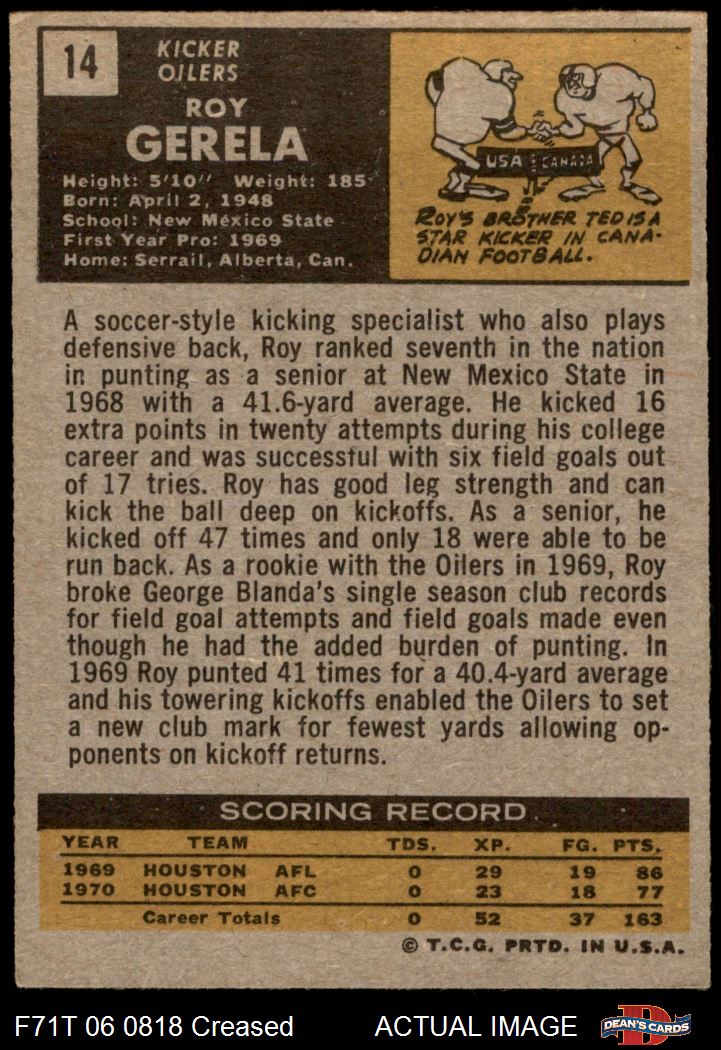 14
KICKER
OILERS
ROY
GERELA
Height: 5'10" Weight: 185
Born: April 2, 1948
School: New Mexico State
First Year Pro: 1969
Home: Serrail, Alberta, Can.
USA CANADA
ROY'S BROTHER TED IS A
STAR KICKER IN CANA-
DIAN FOOTBALL.
A soccer-style kicking specialist who also plays
defensive back, Roy ranked seventh in the nation
in punting as a senior at New Mexico State in
1968 with a 41.6-yard average. He kicked 16
extra points in twenty attempts during his college
career and was successful with six field goals out
of 17 tries. Roy has good leg strength and can
kick the ball deep on kickoffs. As a senior, he
kicked off 47 times and only 18 were able to be
run back. As a rookie with the Oilers in 1969, Roy
broke George Blanda's single season club records
for field goal attempts and field goals made even
though he had the added burden of punting. In
1969 Roy punted 41 times for a 40.4-yard average
and his towering kickoffs enabled the Oilers to set
a new club mark for fewest yards allowing op-
ponents on kickoff returns.
SCORING RECORD
YEAR TEAM TDS. XP. FG. PTS.
1969 HOUSTON AFL 0 29 19 86
1970 HOUSTON AFC 0 23 18 77
Career Totals 0 52 37 163
© T.C.G. PRTD. IN U.S.A.
F71T 06 0818 Creased ACTUAL IMAGE
DEAN'S CARDS